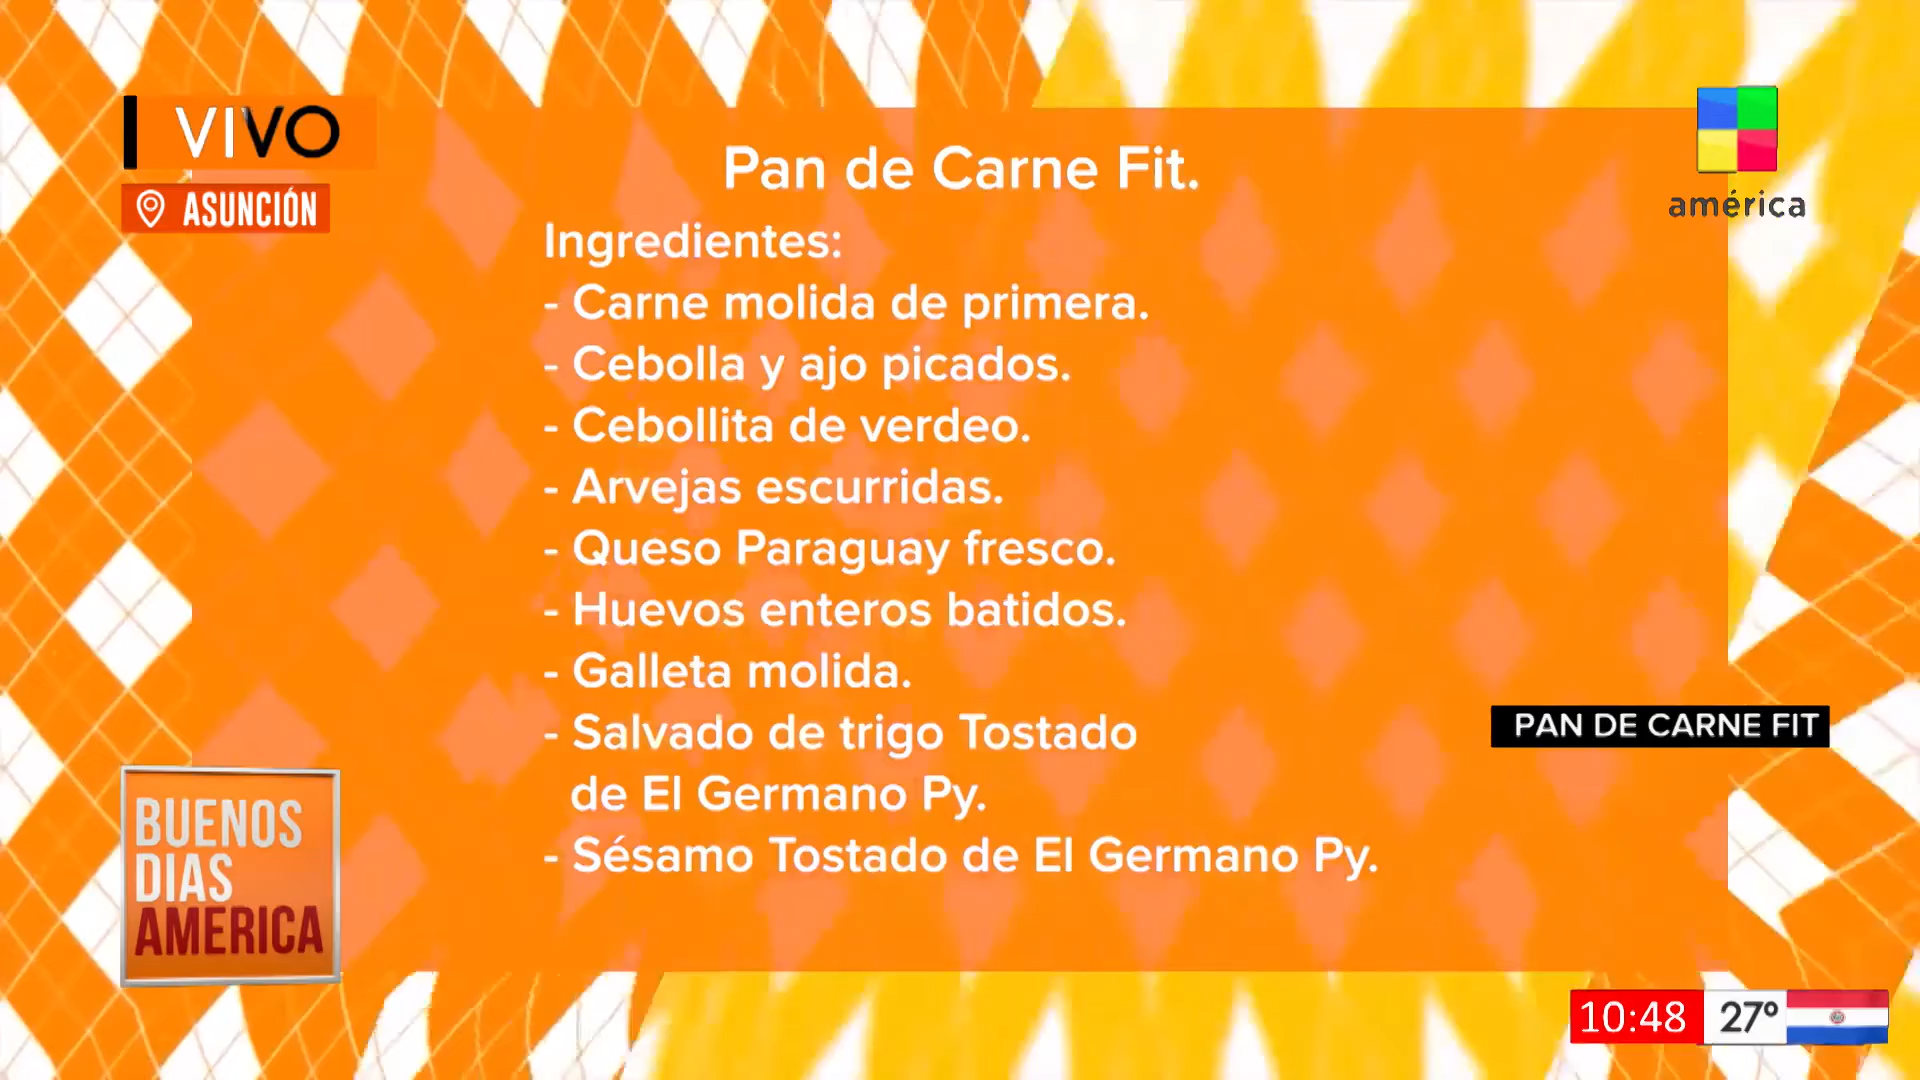 VIVO
ASUNCIÓN
américa
Pan de Carne Fit.
Ingredientes:
- Carne molida de primera.
- Cebolla y ajo picados.
- Cebollita de verdeo.
- Arvejas escurridas.
- Queso Paraguay fresco.
- Huevos enteros batidos.
- Galleta molida.
- Salvado de trigo Tostado
de El Germano Py.
- Sésamo Tostado de El Germano Py.
PAN DE CARNE FIT
BUENOS
DIAS
AMERICA
10:48 27º